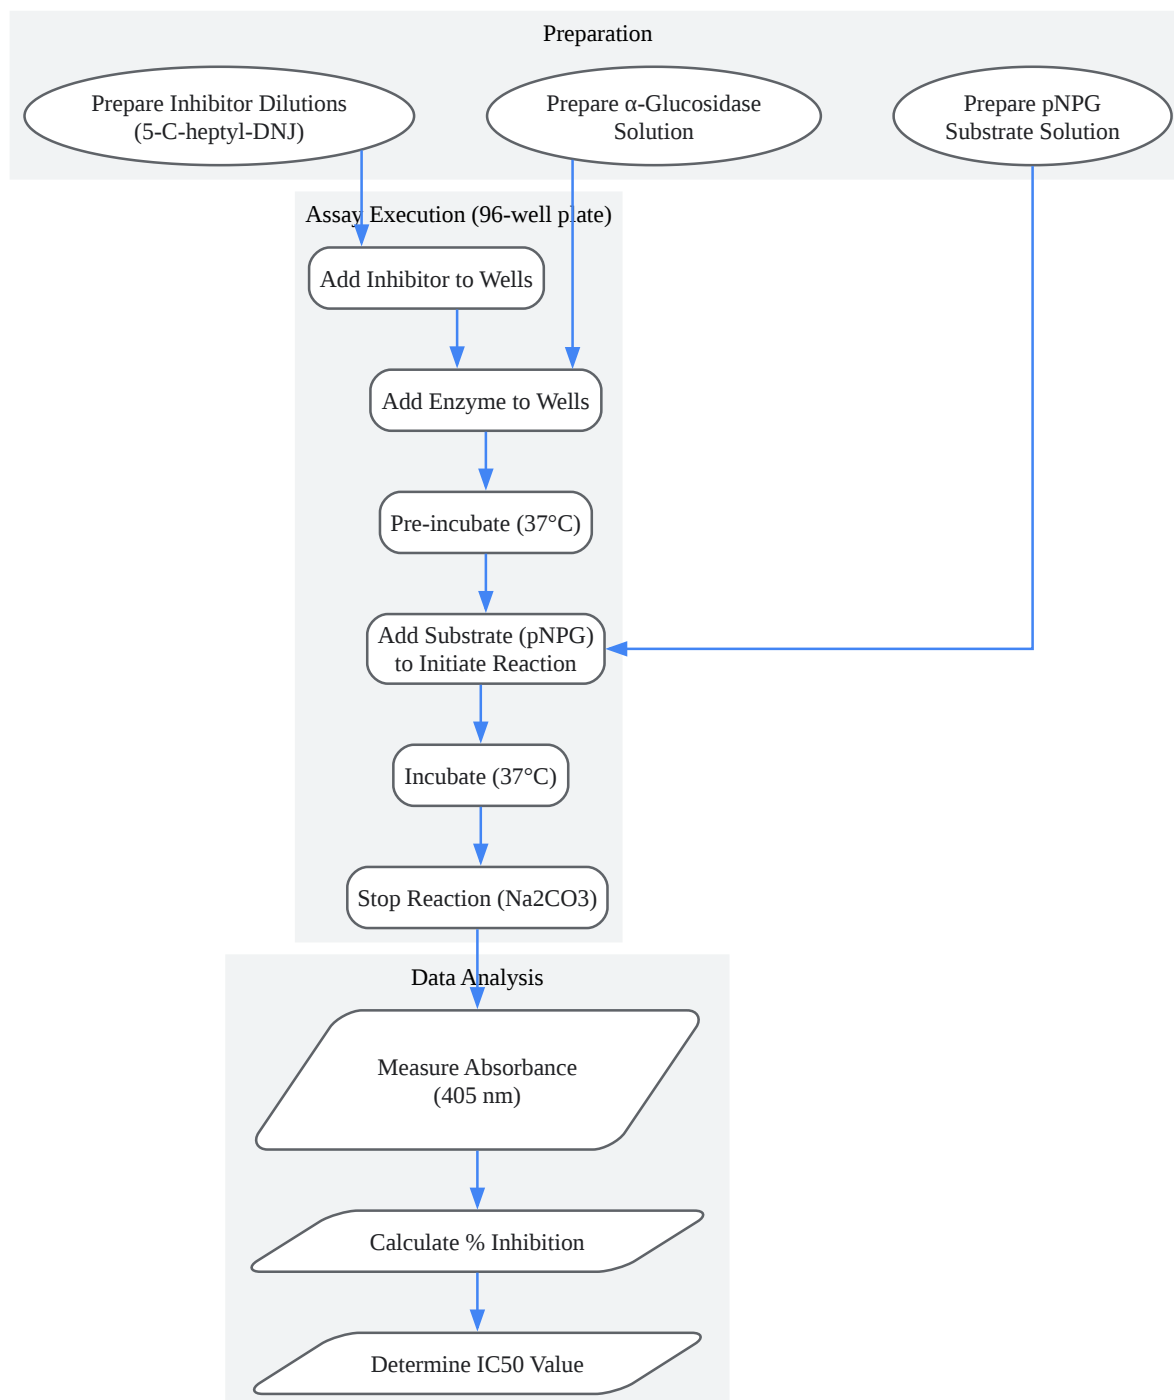 Preparation
Prepare Inhibitor Dilutions
(5-C-heptyl-DNJ)
Prepare α-Glucosidase
Solution
Prepare pNPG
Substrate Solution
Assay Execution (96-well plate)
Add Inhibitor to Wells
Add Enzyme to Wells
Pre-incubate (37°C)
Add Substrate (pNPG)
to Initiate Reaction
Incubate (37°C)
Stop Reaction (Na2CO3)
Data Analysis
Measure Absorbance
(405 nm)
Calculate % Inhibition
Determine IC50 Value